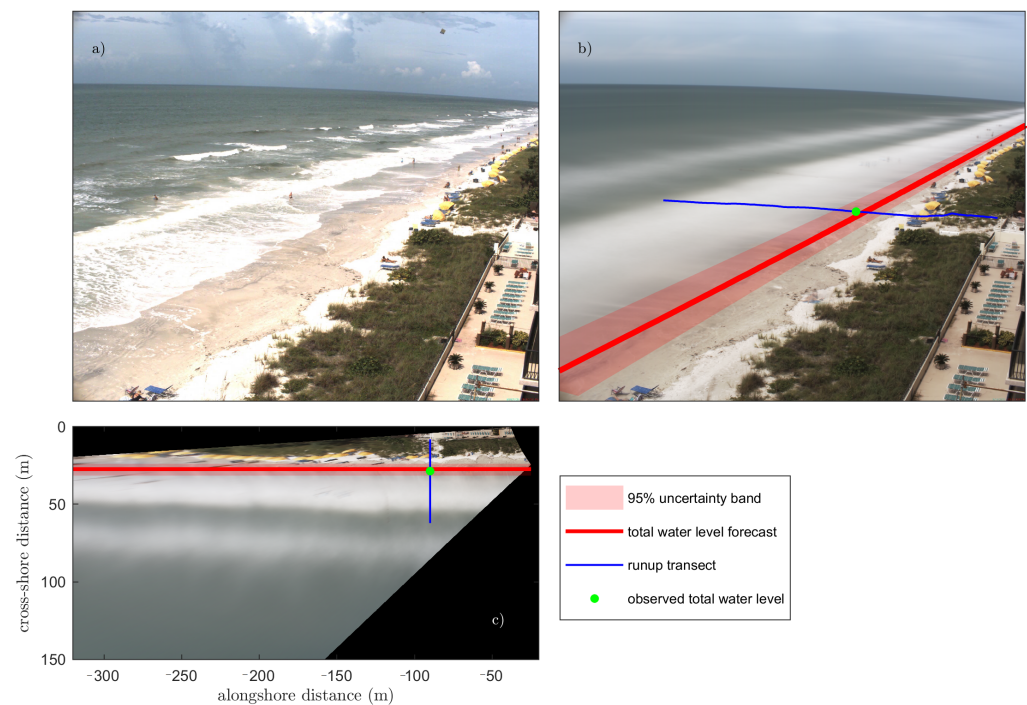 a)
b)
0
50
100
150
cross-shore distance (m)
c)
-300
-250
-200
-150
-100
-50
alongshore distance (m)
95% uncertainty band
total water level forecast
runup transect
observed total water level